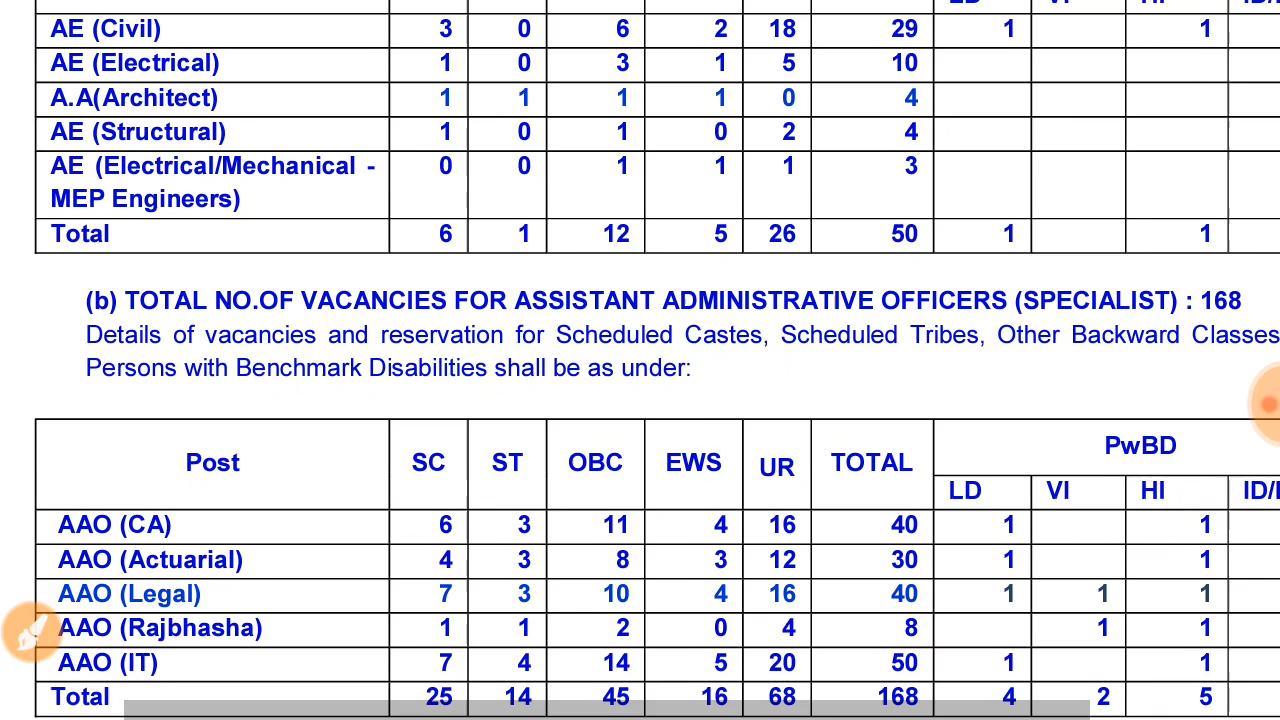 AE (Civil) 3 0 6 2 18 29 1 1
AE (Electrical) 1 0 3 1 5 10
A.A(Architect) 1 1 1 1 0 4
AE (Structural) 1 0 1 0 2 4
AE (Electrical/Mechanical - 0 0 1 1 1 3
MEP Engineers)
Total 6 1 12 5 26 50 1 1
(b) TOTAL NO.OF VACANCIES FOR ASSISTANT ADMINISTRATIVE OFFICERS (SPECIALIST) : 168
Details of vacancies and reservation for Scheduled Castes, Scheduled Tribes, Other Backward Classes
Persons with Benchmark Disabilities shall be as under:
Post SC ST OBC EWS UR TOTAL PwBD
LD VI HI
AAO (CA) 6 3 11 4 16 40 1 1
AAO (Actuarial) 4 3 8 3 12 30 1 1
AAO (Legal) 7 3 10 4 16 40 1 1 1
AAO (Rajbhasha) 1 1 2 0 4 8 1 1
AAO (IT) 7 4 14 5 20 50 1 1
Total 25 14 45 16 68 168 4 2 5